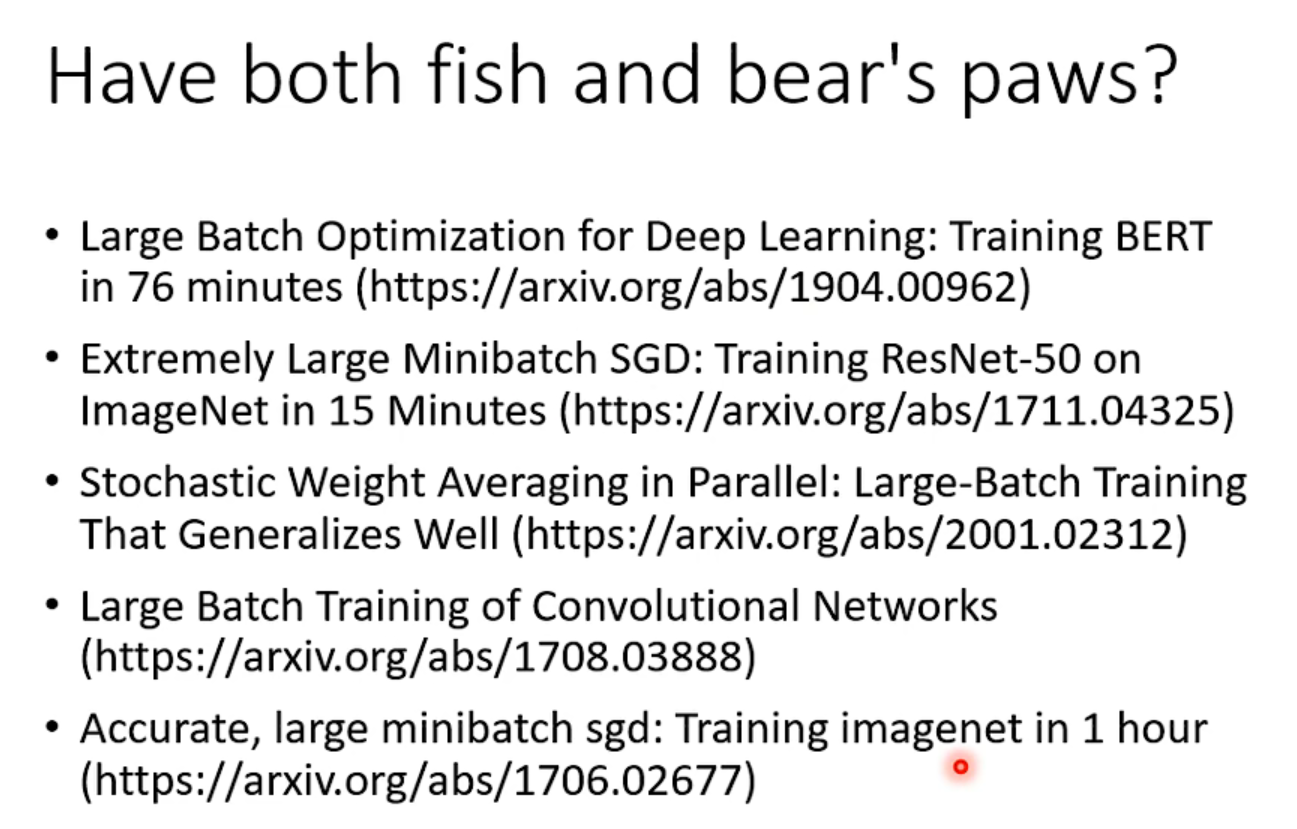 Have both fish and bear's paws?
• Large Batch Optimization for Deep Learning: Training BERT
in 76 minutes (https://arxiv.org/abs/1904.00962)
• Extremely Large Minibatch SGD: Training ResNet-50 on
ImageNet in 15 Minutes (https://arxiv.org/abs/1711.04325)
• Stochastic Weight Averaging in Parallel: Large-Batch Training
That Generalizes Well (https://arxiv.org/abs/2001.02312)
• Large Batch Training of Convolutional Networks
(https://arxiv.org/abs/1708.03888)
• Accurate, large minibatch sgd: Training imagenet in 1 hour
(https://arxiv.org/abs/1706.02677)